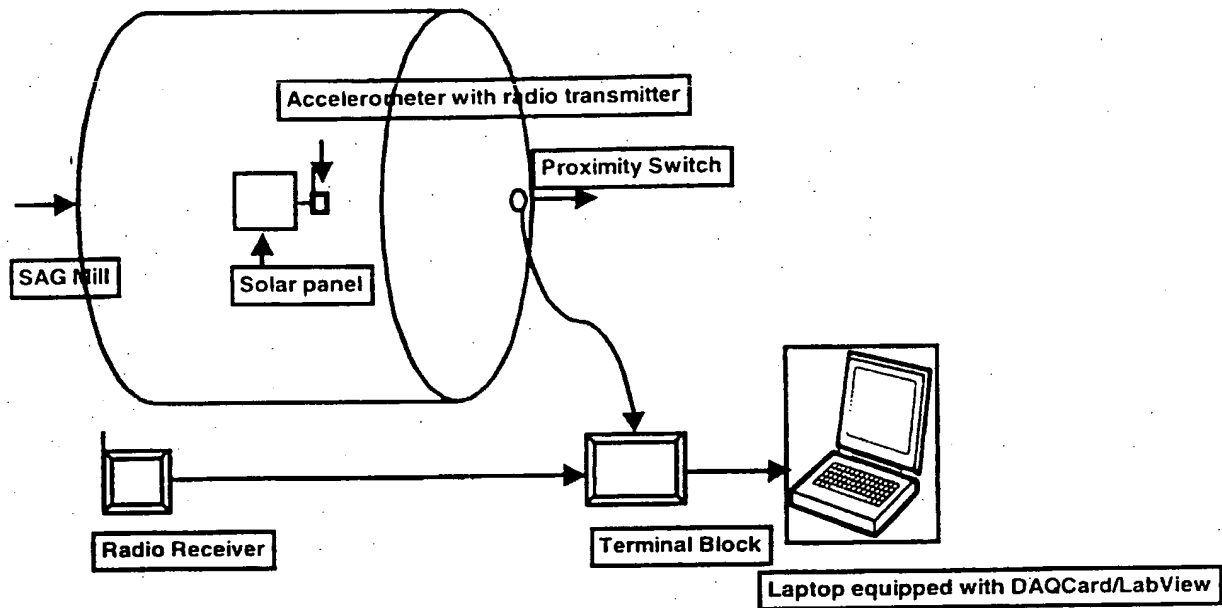 Accelerometer with radio transmitter
Proximity Switch
SAG Mill
Solar panel
Radio Receiver
Terminal Block
Laptop equipped with DAQCard/LabView